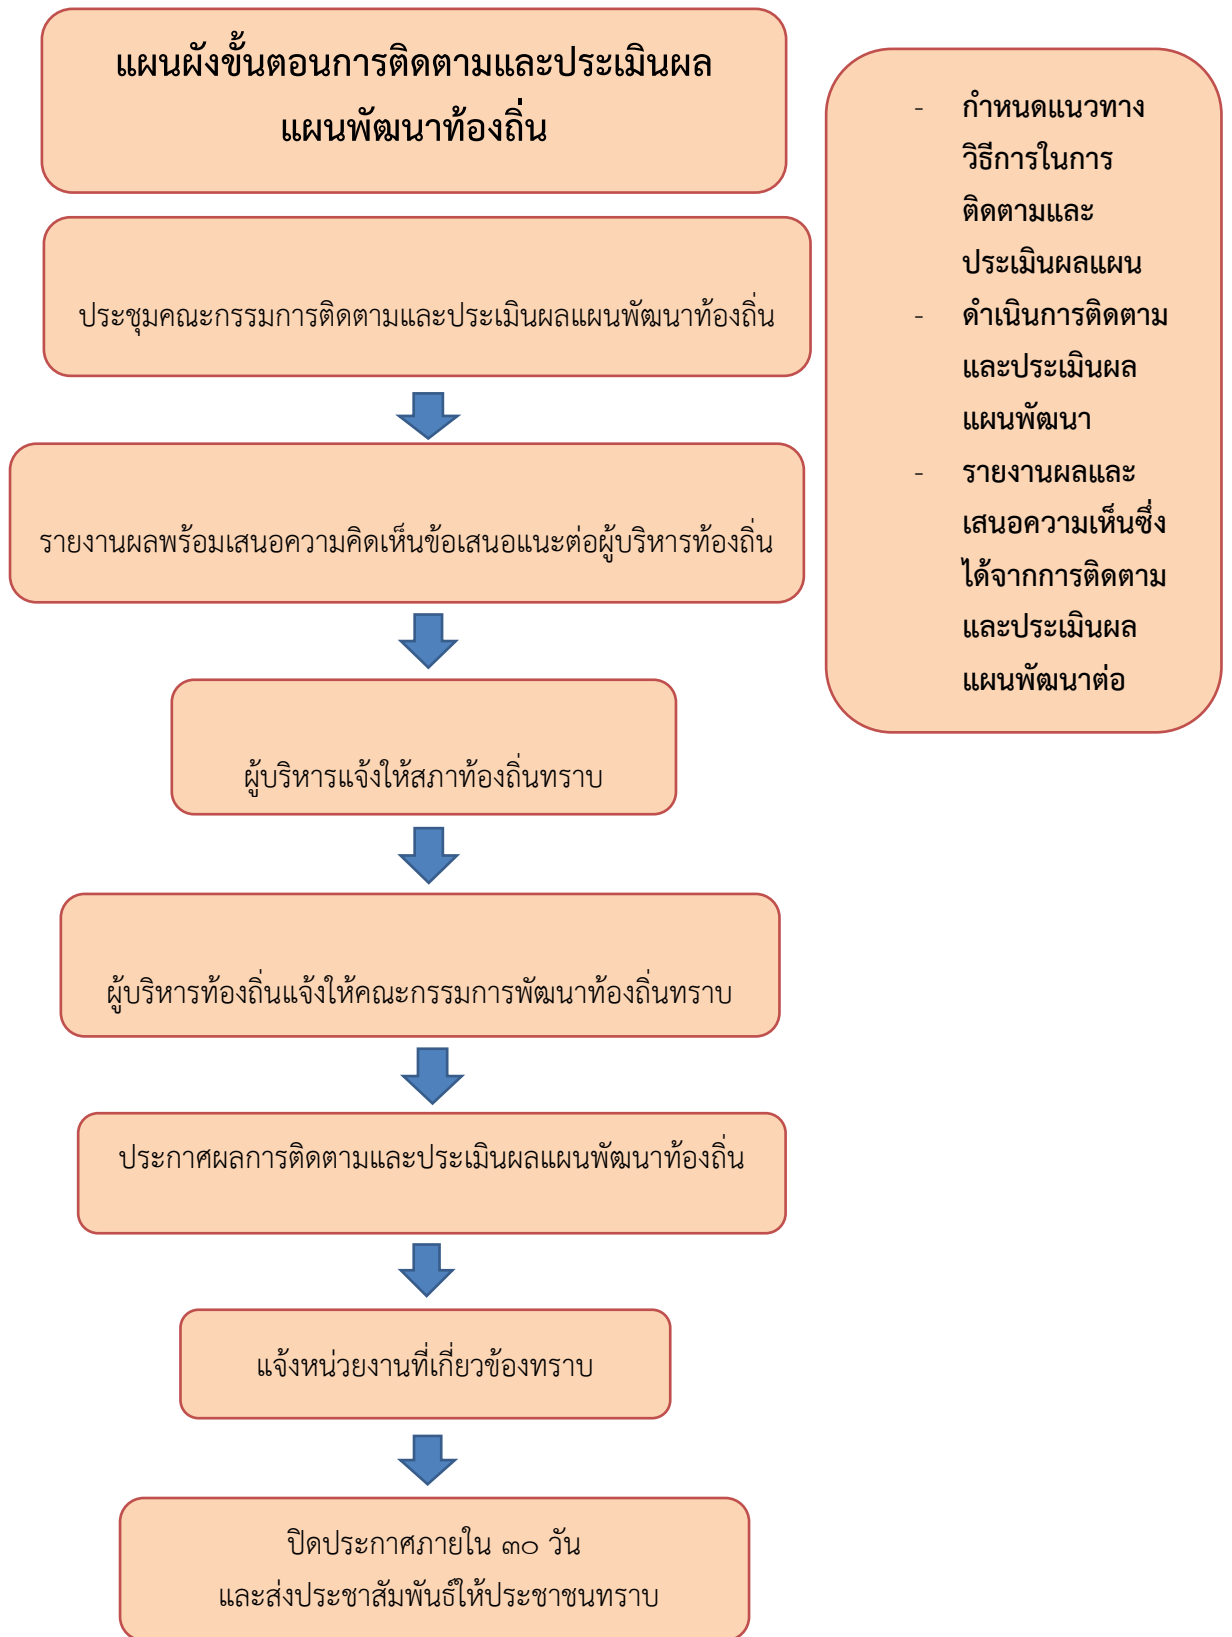 แผนผังขั้นตอนการติดตามและประเมินผล
แผนพัฒนาท้องถิ่น
ประชุมคณะกรรมการติดตามและประเมินผลแผนพัฒนาท้องถิ่น
รายงานผลพร้อมเสนอความคิดเห็นข้อเสนอแนะต่อผู้บริหารท้องถิ่น
ผู้บริหารแจ้งให้สภาท้องถิ่นทราบ
ผู้บริหารท้องถิ่นแจ้งให้คณะกรรมการพัฒนาท้องถิ่นทราบ
ประกาศผลการติดตามและประเมินผลแผนพัฒนาท้องถิ่น
แจ้งหน่วยงานที่เกี่ยวข้องทราบ
ปิดประกาศภายใน ๓๐ วัน
และส่งประชาสัมพันธ์ให้ประชาชนทราบ
- กำหนดแนวทาง
วิธีการในการ
ติดตามและ
ประเมินผลแผน
- ดำเนินการติดตาม
และประเมินผล
แผนพัฒนา
- รายงานผลและ
เสนอความเห็นซึ่ง
ได้จากการติดตาม
และประเมินผล
แผนพัฒนาต่อ